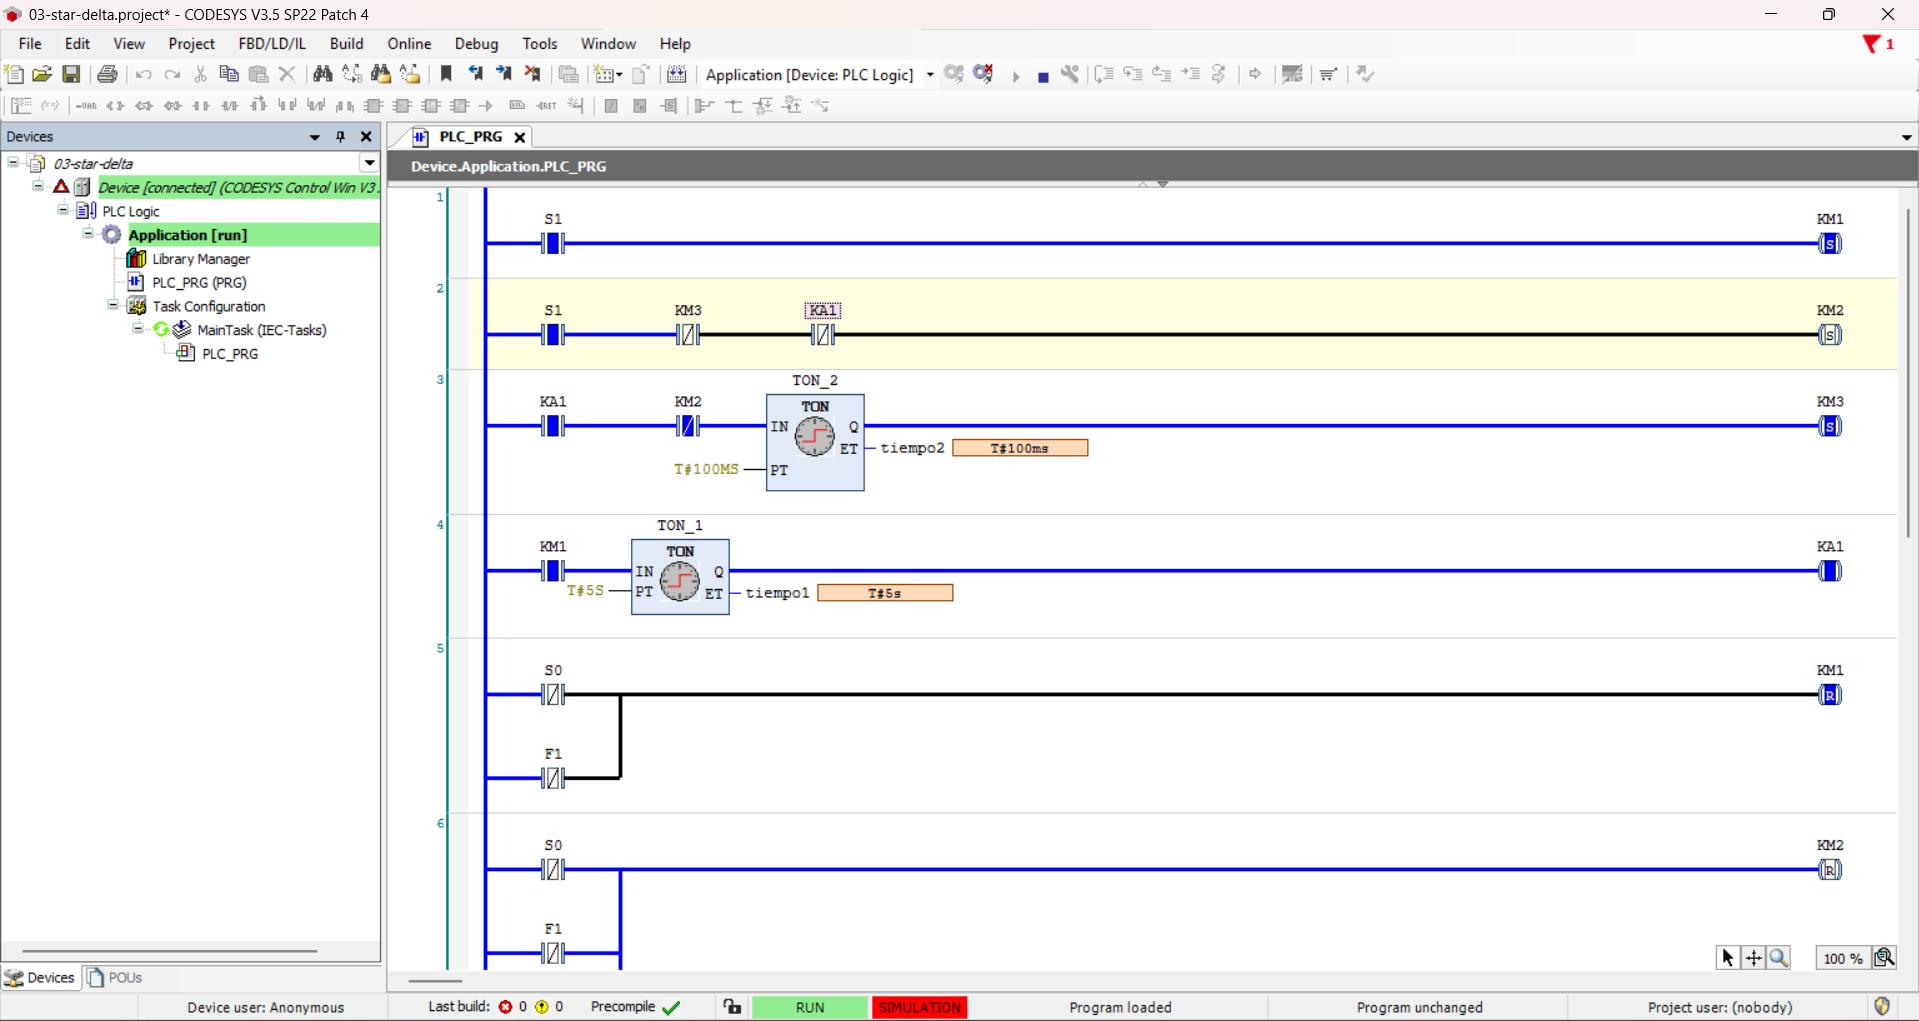 03-star-delta.project* - CODESYS V3.5 SP22 Patch 4
File Edit View Project FBD/LD/IL Build Online Debug Tools Window Help
1
Application [Device: PLC Logic]
Devices
PLC_PRG
03-star-delta
Device.Application.PLC_PRG
Device [connected] (CODESYS Control Win V3.
PLC Logic
Application [run]
Library Manager
PLC_PRG (PRG)
Task Configuration
MainTask (IEC-Tasks)
PLC_PRG
1
S1 KM1
S
2
S1 KM3 KA1 KM2
S
3
TON_2
KA1 KM2 TON KM3
IN Q S
ET tiempo2 T#100ms
T#100MS PT
4
TON_1
KM1 TON KA1
IN Q
T#5S PT ET tiempo1 T#5s
5
S0 KM1
R
F1
6
S0 KM2
R
F1
100 %
Devices POUs
Device user: Anonymous Last build: 0 0 Precompile RUN SIMULATION Program loaded Program unchanged Project user: (nobody)